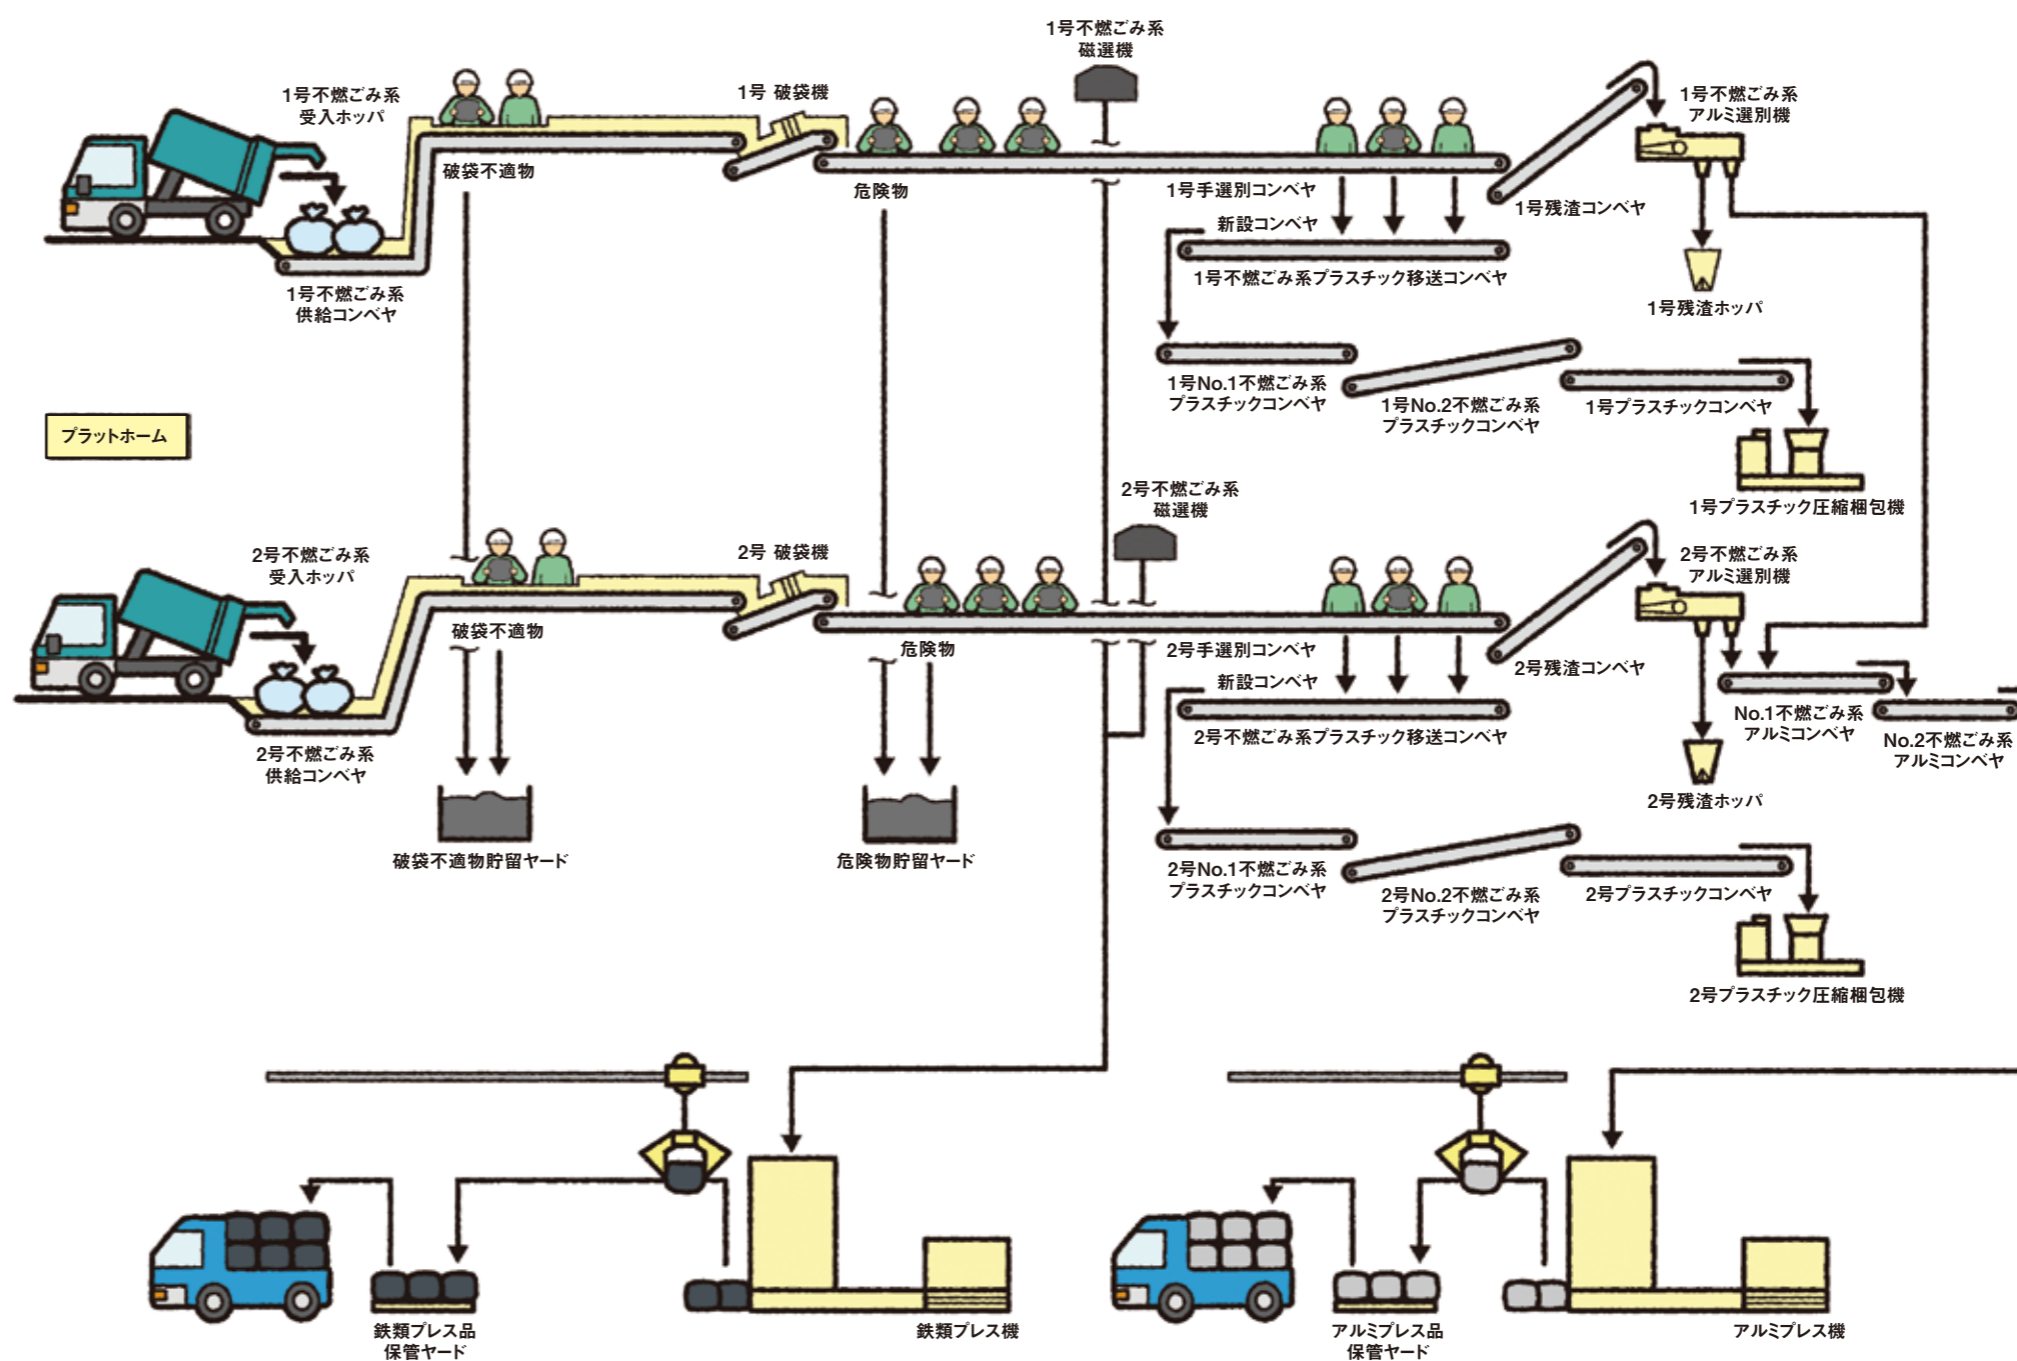 1号不燃ごみ系
磁選機
1号不燃ごみ系
受入ホッパ
1号 破袋機
1号不燃ごみ系
アルミ選別機
破袋不適物
危険物
1号手選別コンベヤ
1号残渣コンベヤ
新設コンベヤ
1号不燃ごみ系プラスチック移送コンベヤ
1号不燃ごみ系
供給コンベヤ
1号残渣ホッパ
1号No.1不燃ごみ系
プラスチックコンベヤ
1号No.2不燃ごみ系
プラスチックコンベヤ
1号プラスチックコンベヤ
プラットホーム
1号プラスチック圧縮梱包機
2号不燃ごみ系
磁選機
2号不燃ごみ系
受入ホッパ
2号 破袋機
2号不燃ごみ系
アルミ選別機
破袋不適物
危険物
2号手選別コンベヤ
2号残渣コンベヤ
新設コンベヤ
2号不燃ごみ系プラスチック移送コンベヤ
No.1不燃ごみ系
アルミコンベヤ
No.2不燃ごみ系
アルミコンベヤ
2号不燃ごみ系
供給コンベヤ
2号残渣ホッパ
破袋不適物貯留ヤード
危険物貯留ヤード
2号No.1不燃ごみ系
プラスチックコンベヤ
2号No.2不燃ごみ系
プラスチックコンベヤ
2号プラスチックコンベヤ
2号プラスチック圧縮梱包機
鉄類プレス品
保管ヤード
鉄類プレス機
アルミプレス品
保管ヤード
アルミプレス機